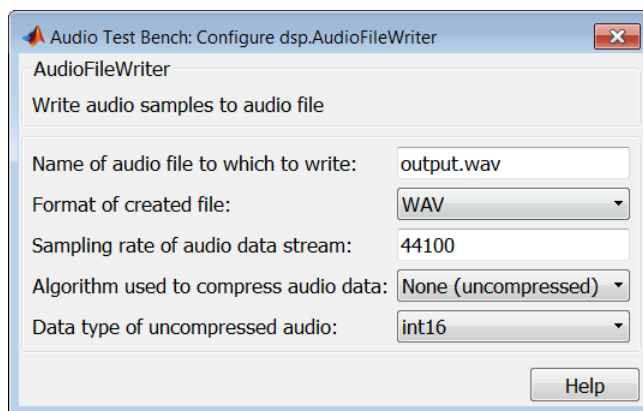 Audio Test Bench: Configure dsp.AudioFileWriter
AudioFileWriter
Write audio samples to audio file
Name of audio file to which to write: output.wav
Format of created file: WAV
Sampling rate of audio data stream: 44100
Algorithm used to compress audio data: None (uncompressed)
Data type of uncompressed audio: int16
Help